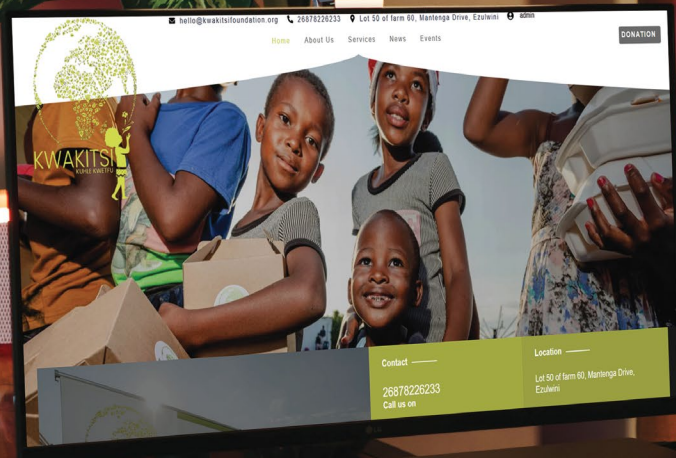 hello@kwakitsifoundation.org 26878226233 Lot 50 of farm 60, Mantenga Drive, Ezulwini admin
Home About Us Services News Events
DONATION
KWAKITSI
KUHLE KWETFU
Contact
26878226233
Call us on
Location
Lot 50 of farm 60, Mantenga Drive,
Ezulwini
LG